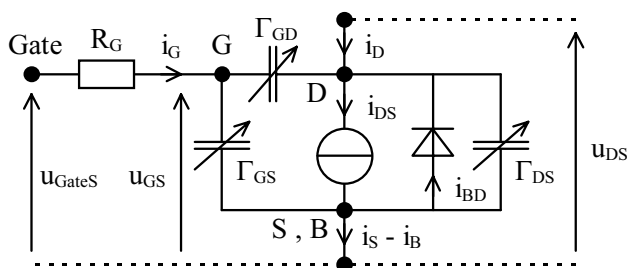 Gate
R_G
i_G
G
Γ_GD
i_D
D
i_DS
Γ_GS
Γ_DS
u_GateS
u_GS
i_BD
u_DS
S , B
i_S - i_B